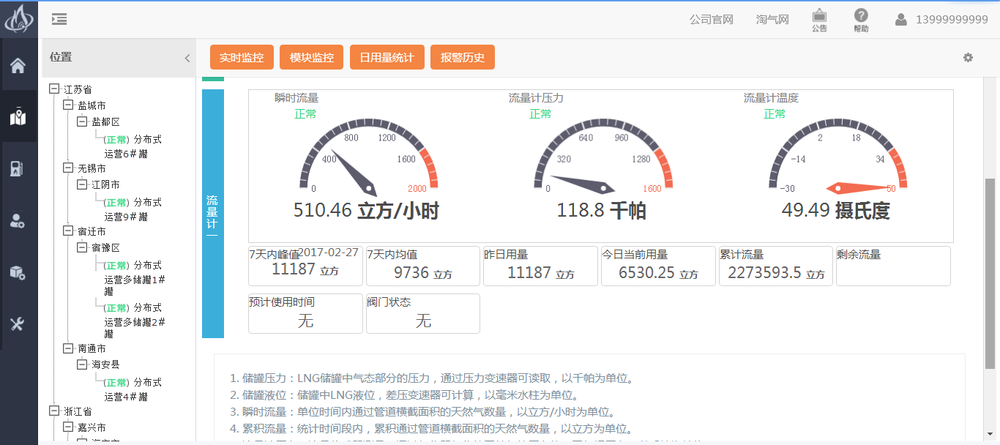 公司官网 淘气网 公告 帮助 13999999999
位置
实时监控 模块监控 日用量统计 报警历史
江苏省
盐城市
盐都区
(正常) 分布式
运营6#罐
无锡市
江阴市
(正常) 分布式
运营9#罐
宿迁市
宿豫区
(正常) 分布式
运营多储罐1#
罐
(正常) 分布式
运营多储罐2#
罐
南通市
海安县
(正常) 分布式
运营4#罐
浙江省
嘉兴市
流量计
瞬时流量
正常
0 400 800 1200 1600 2000
510.46 立方/小时
流量计压力
正常
0 320 640 960 1280 1600
118.8 千帕
流量计温度
正常
-30 -14 2 18 34 50
49.49 摄氏度
7天内峰值2017-02-27
11187 立方
7天内均值
9736 立方
昨日用量
11187 立方
今日当前用量
6530.25 立方
累计流量
2273593.5 立方
剩余流量
预计使用时间
无
阀门状态
无
1. 储罐压力：LNG储罐中气态部分的压力，通过压力变速器可读取，以千帕为单位。
2. 储罐液位：储罐中LNG液位，差压变速器可计算，以毫米水柱为单位。
3. 瞬时流量：单位时间内通过管道横截面积的天然气数量，以立方/小时为单位。
4. 累积流量：统计时间段内，累积通过管道横截面积的天然气数量，以立方为单位。